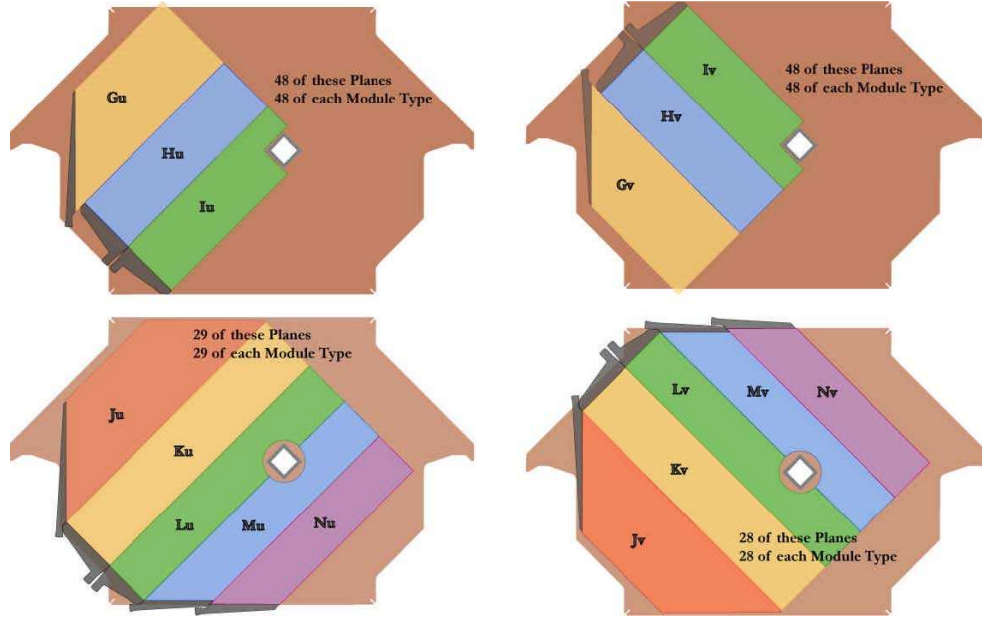 Gu
48 of these Planes
48 of each Module Type
Hu
Iu
Iv
48 of these Planes
48 of each Module Type
Hv
Gv
29 of these Planes
29 of each Module Type
Ju
Ku
Lu
Mu
Nu
Lv
Mv
Nv
Kv
Jv
28 of these Planes
28 of each Module Type